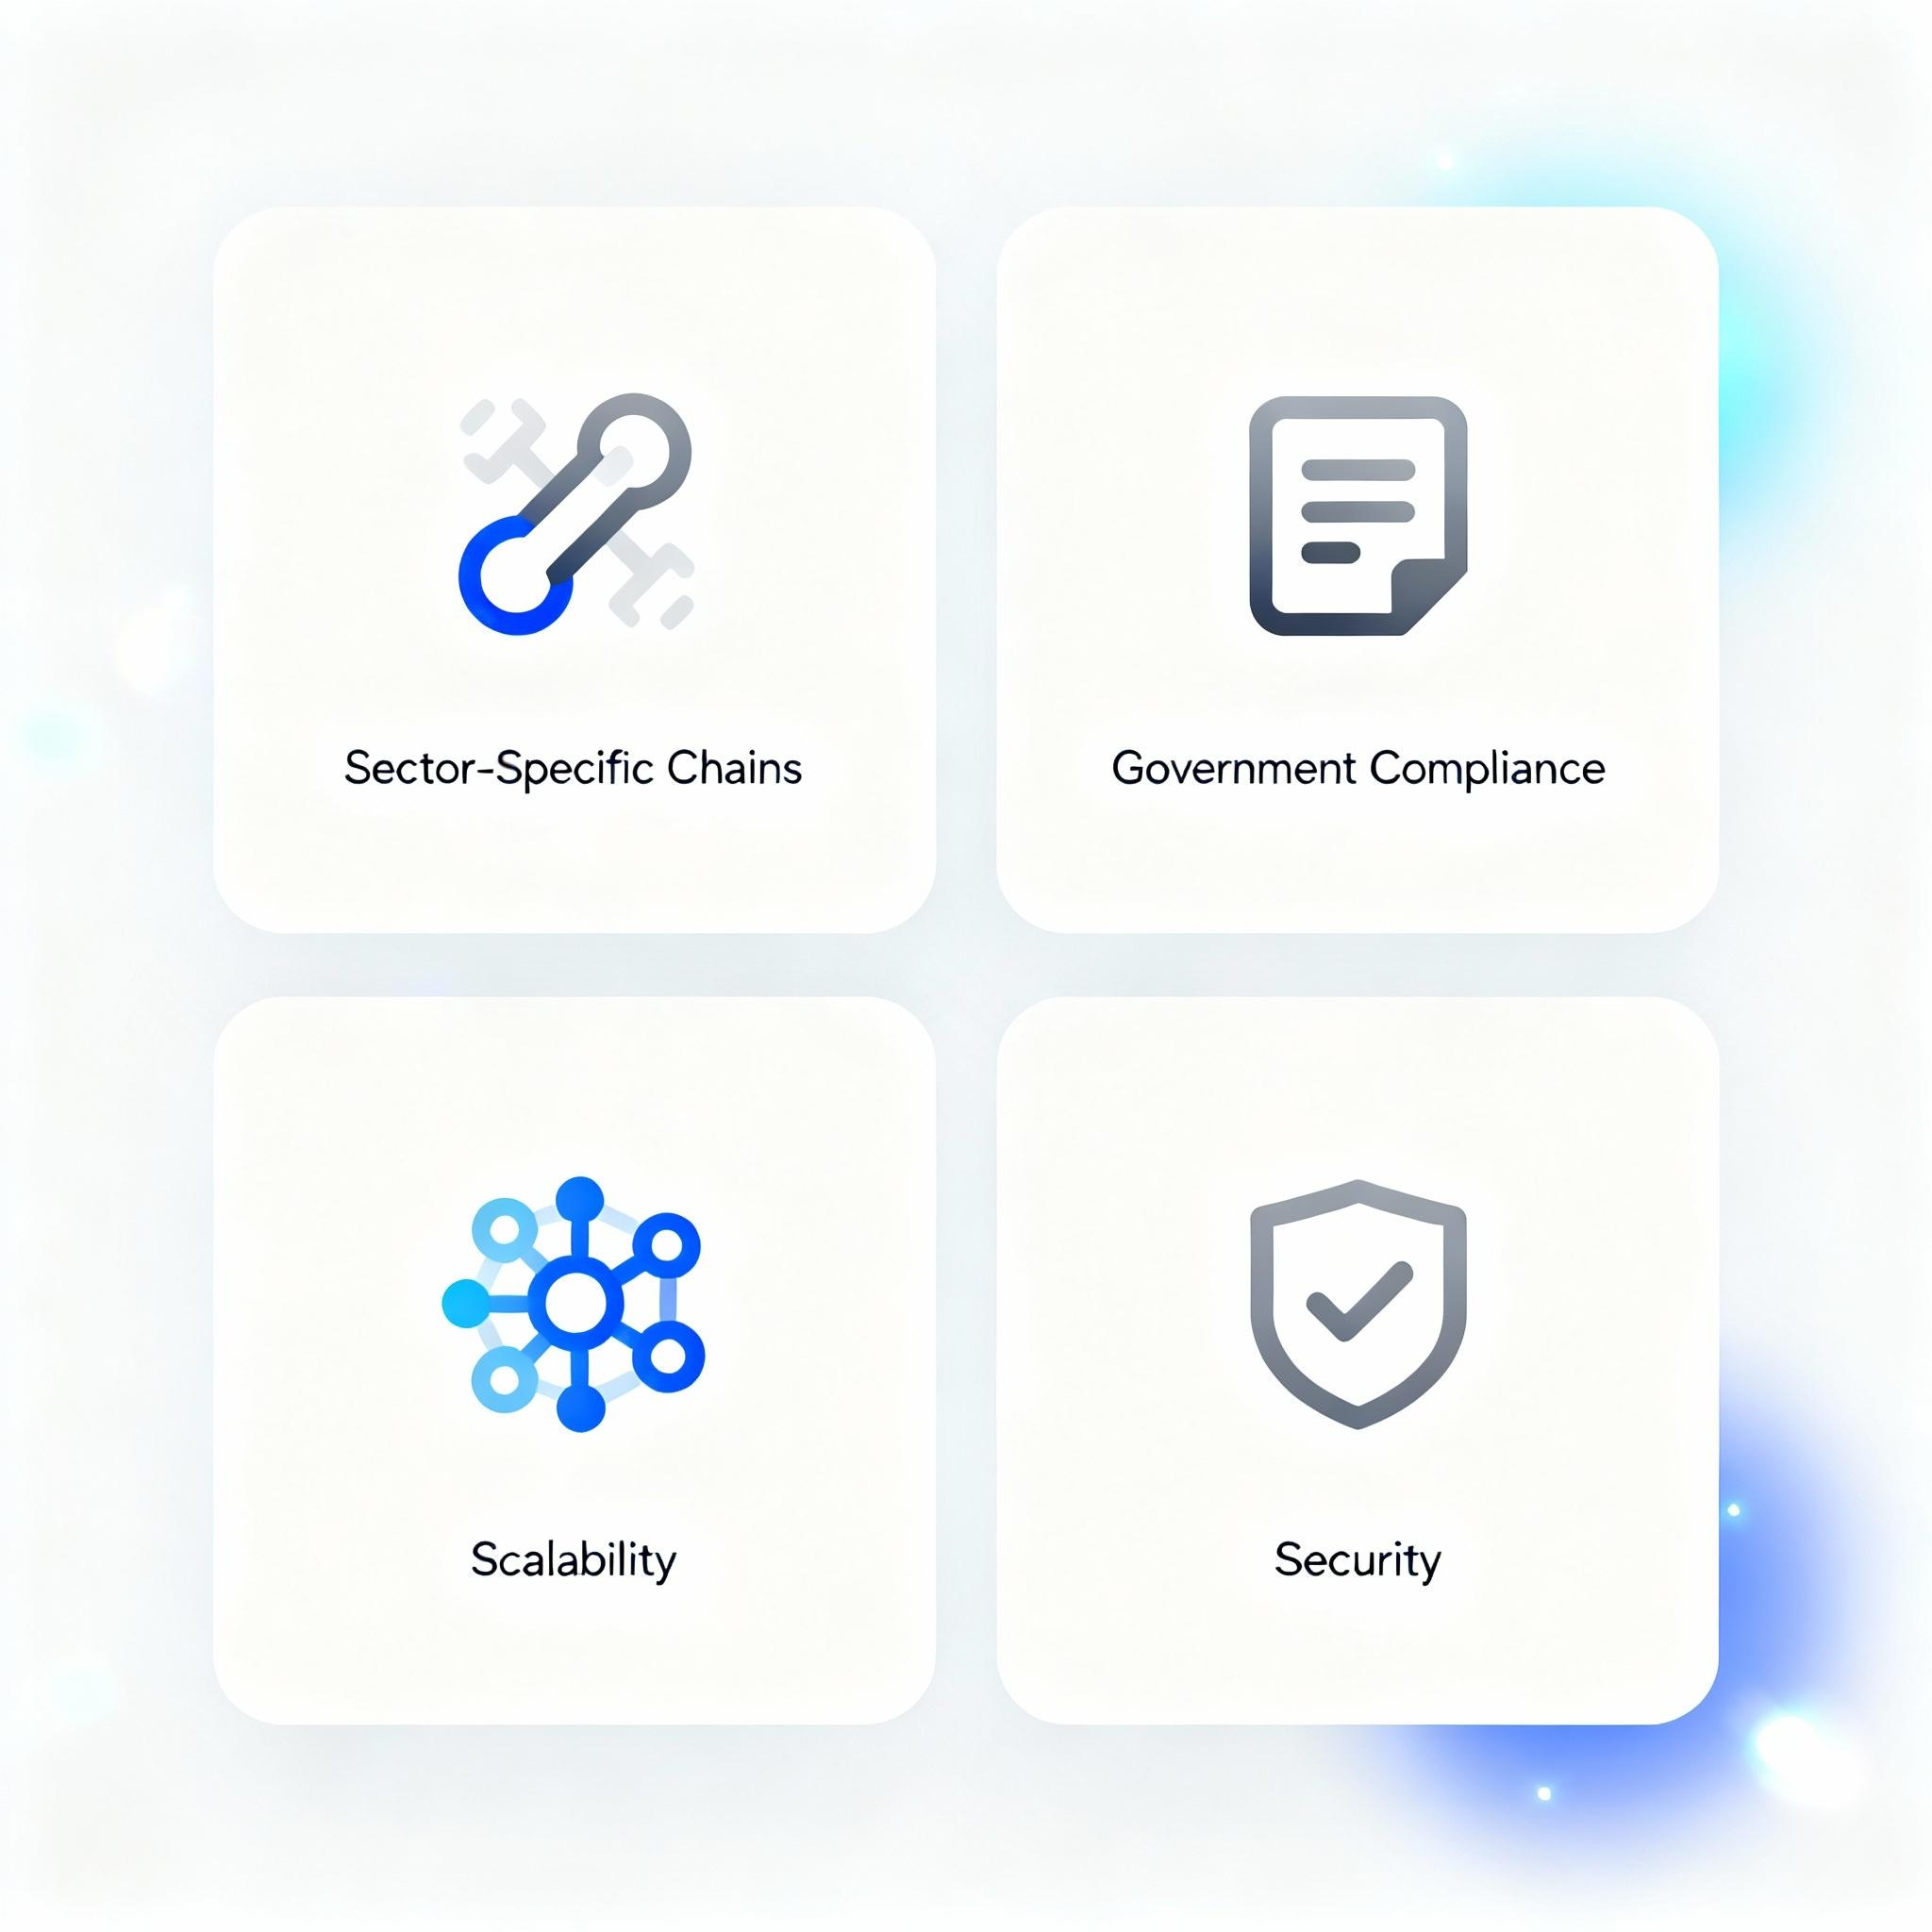 Sector-Specific Chains
Government Compliance
Scalability
Security